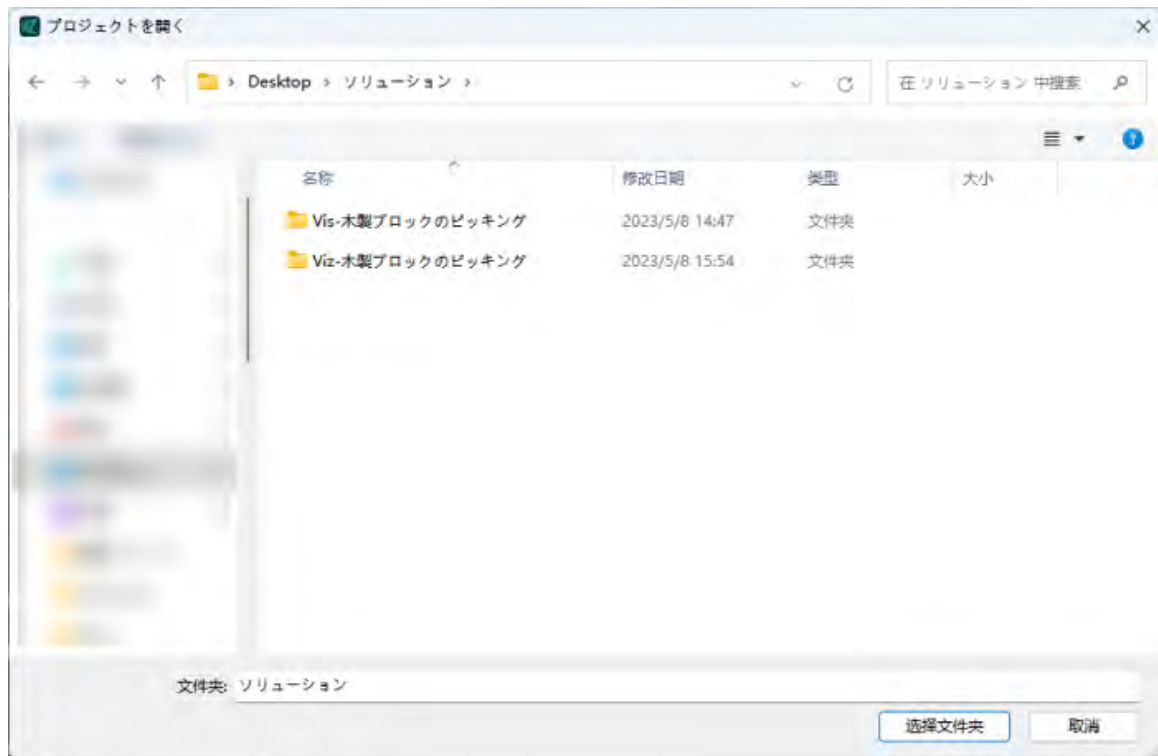 プロジェクトを開く
Desktop › ソリューション ›
在 ソリューション 中搜索
名称 修改日期 类型 大小
Vis-木製ブロックのピッキング 2023/5/8 14:47 文件夹
Viz-木製ブロックのピッキング 2023/5/8 15:54 文件夹
文件夹: ソリューション
选择文件夹 取消